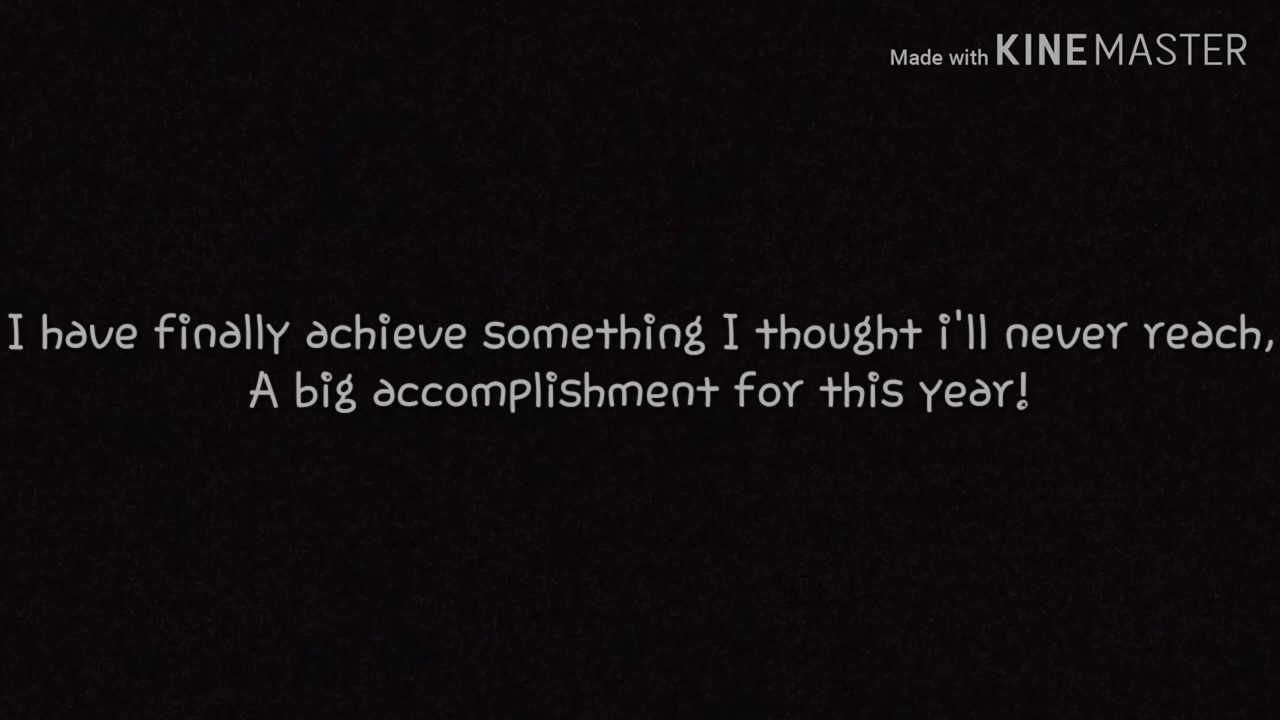 Made with KINEMASTER
I have finally achieve something I thought i'll never reach,
A big accomplishment for this year!